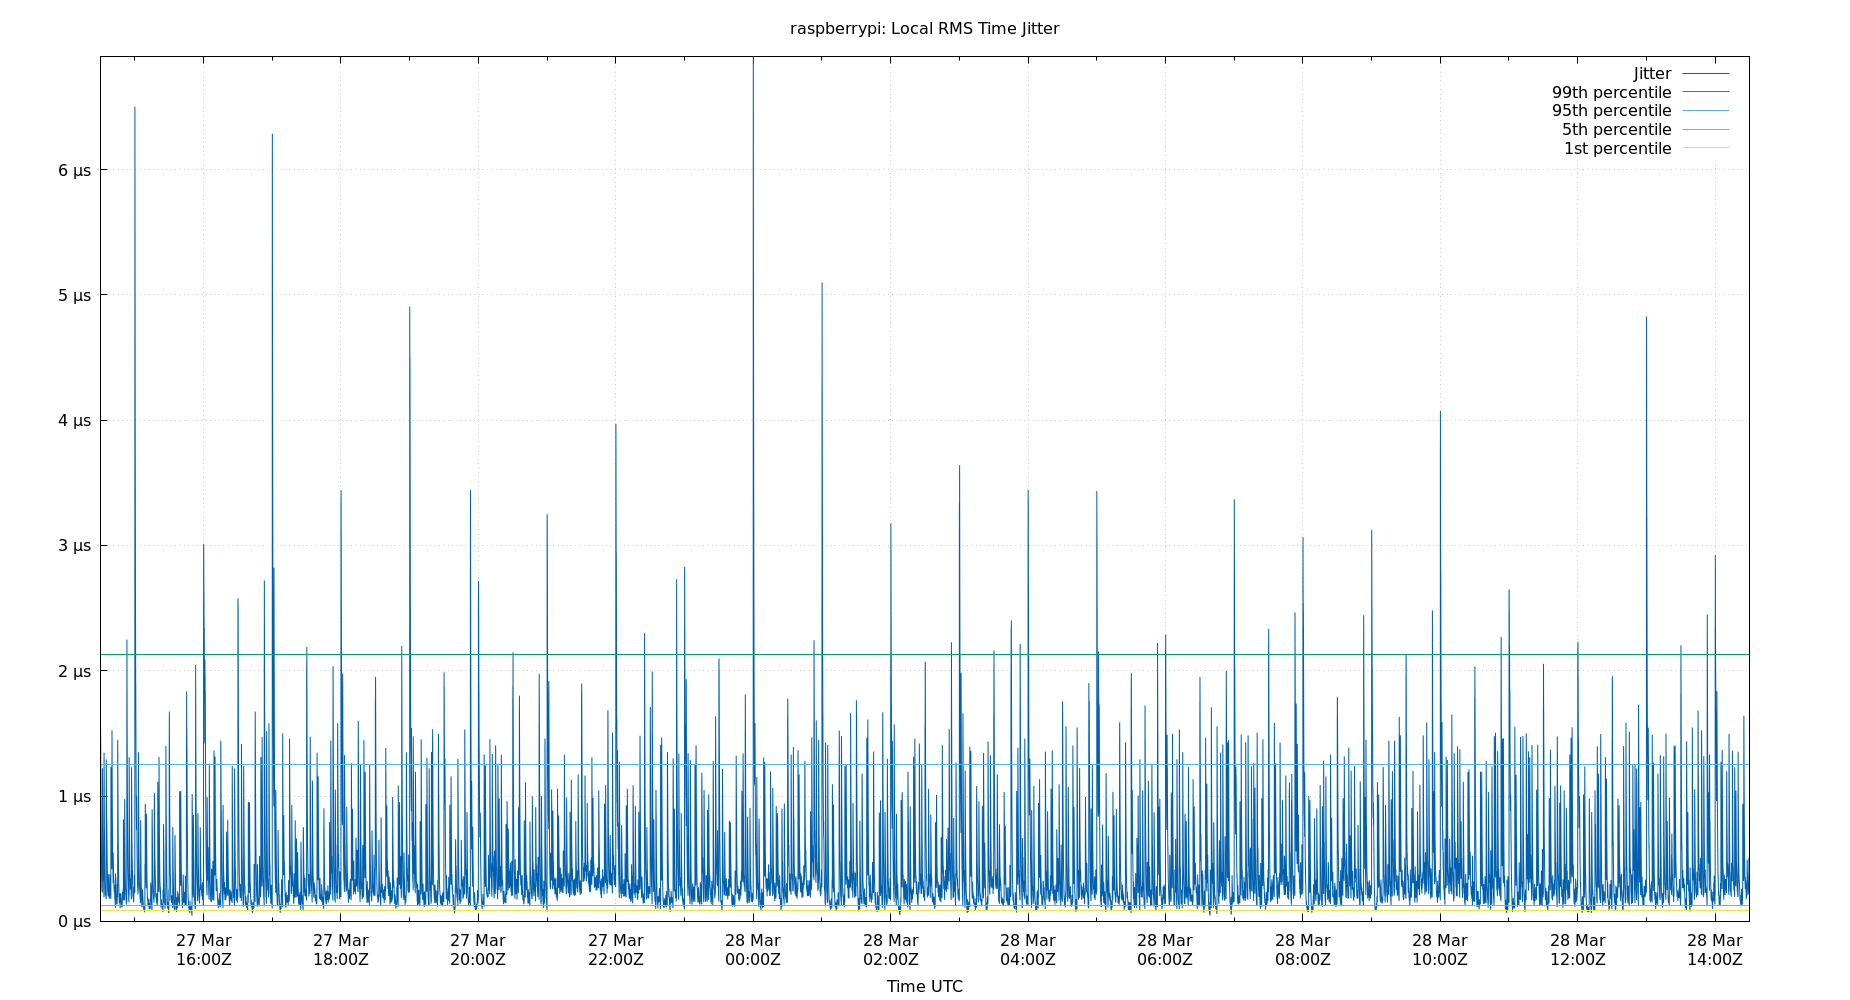 raspberrypi: Local RMS Time Jitter
Jitter
99th percentile
95th percentile
5th percentile
1st percentile
6 μs
5 μs
4 μs
3 μs
2 μs
1 μs
0 μs
27 Mar 27 Mar 27 Mar 27 Mar 28 Mar 28 Mar 28 Mar 28 Mar 28 Mar 28 Mar 28 Mar 28 Mar
16:00Z 18:00Z 20:00Z 22:00Z 00:00Z 02:00Z 04:00Z 06:00Z 08:00Z 10:00Z 12:00Z 14:00Z
Time UTC